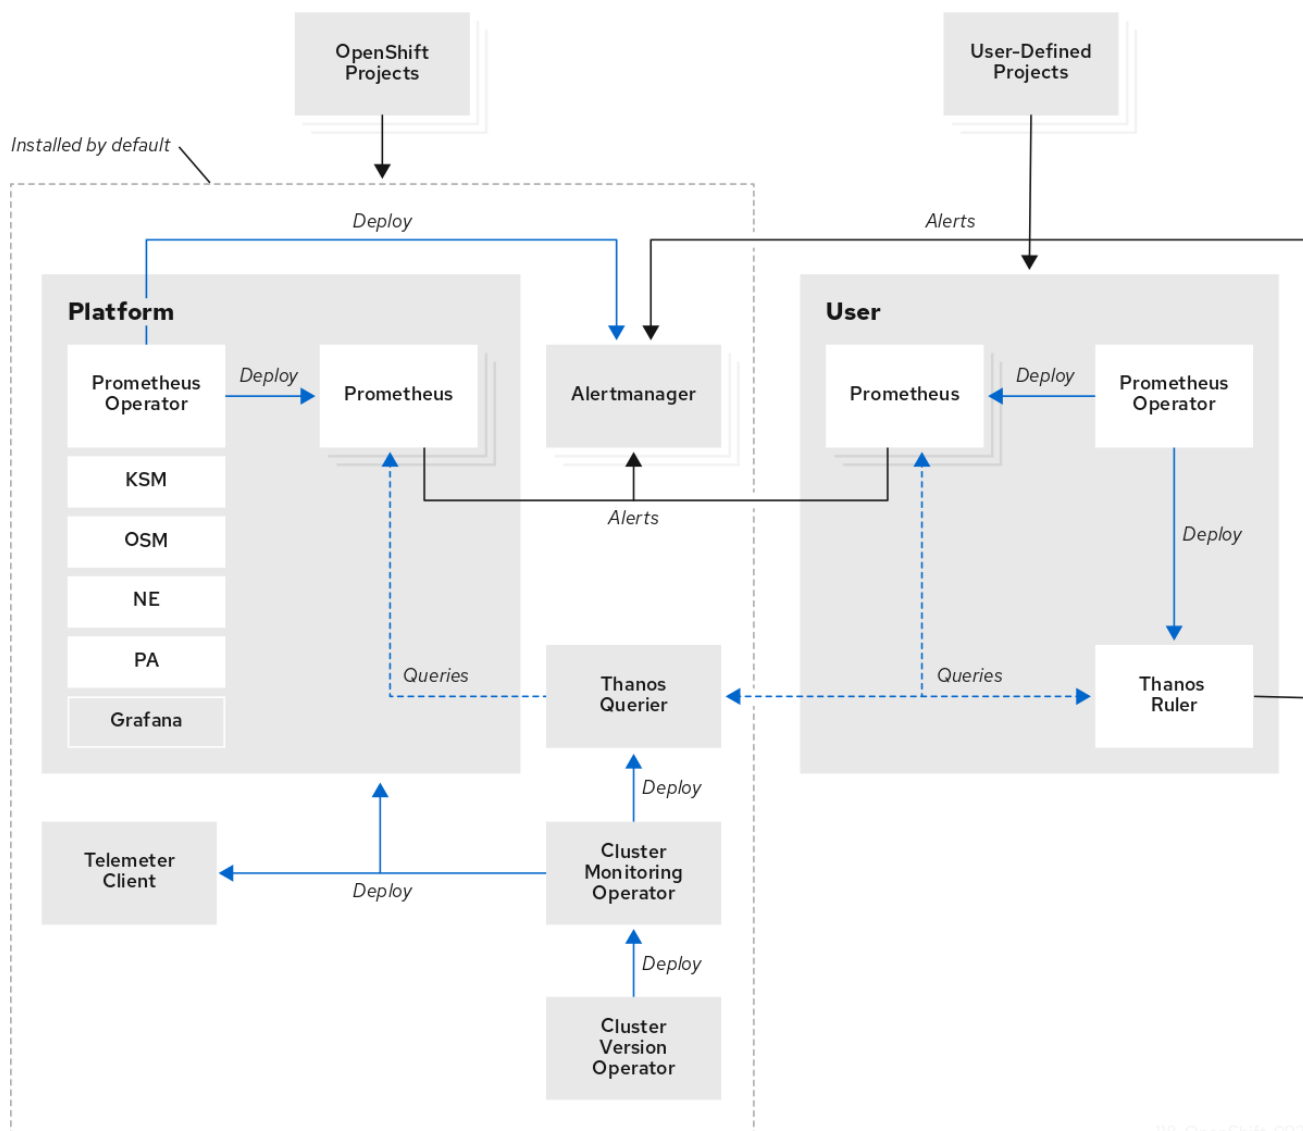 OpenShift
Projects
User-Defined
Projects
Installed by default
Deploy
Alerts
Platform
User
Prometheus
Operator
Deploy
Prometheus
Alertmanager
Prometheus
Deploy
Prometheus
Operator
KSM
Alerts
OSM
Deploy
NE
PA
Queries
Thanos
Querier
Queries
Thanos
Ruler
Grafana
Deploy
Telemeter
Client
Deploy
Cluster
Monitoring
Operator
Deploy
Cluster
Version
Operator